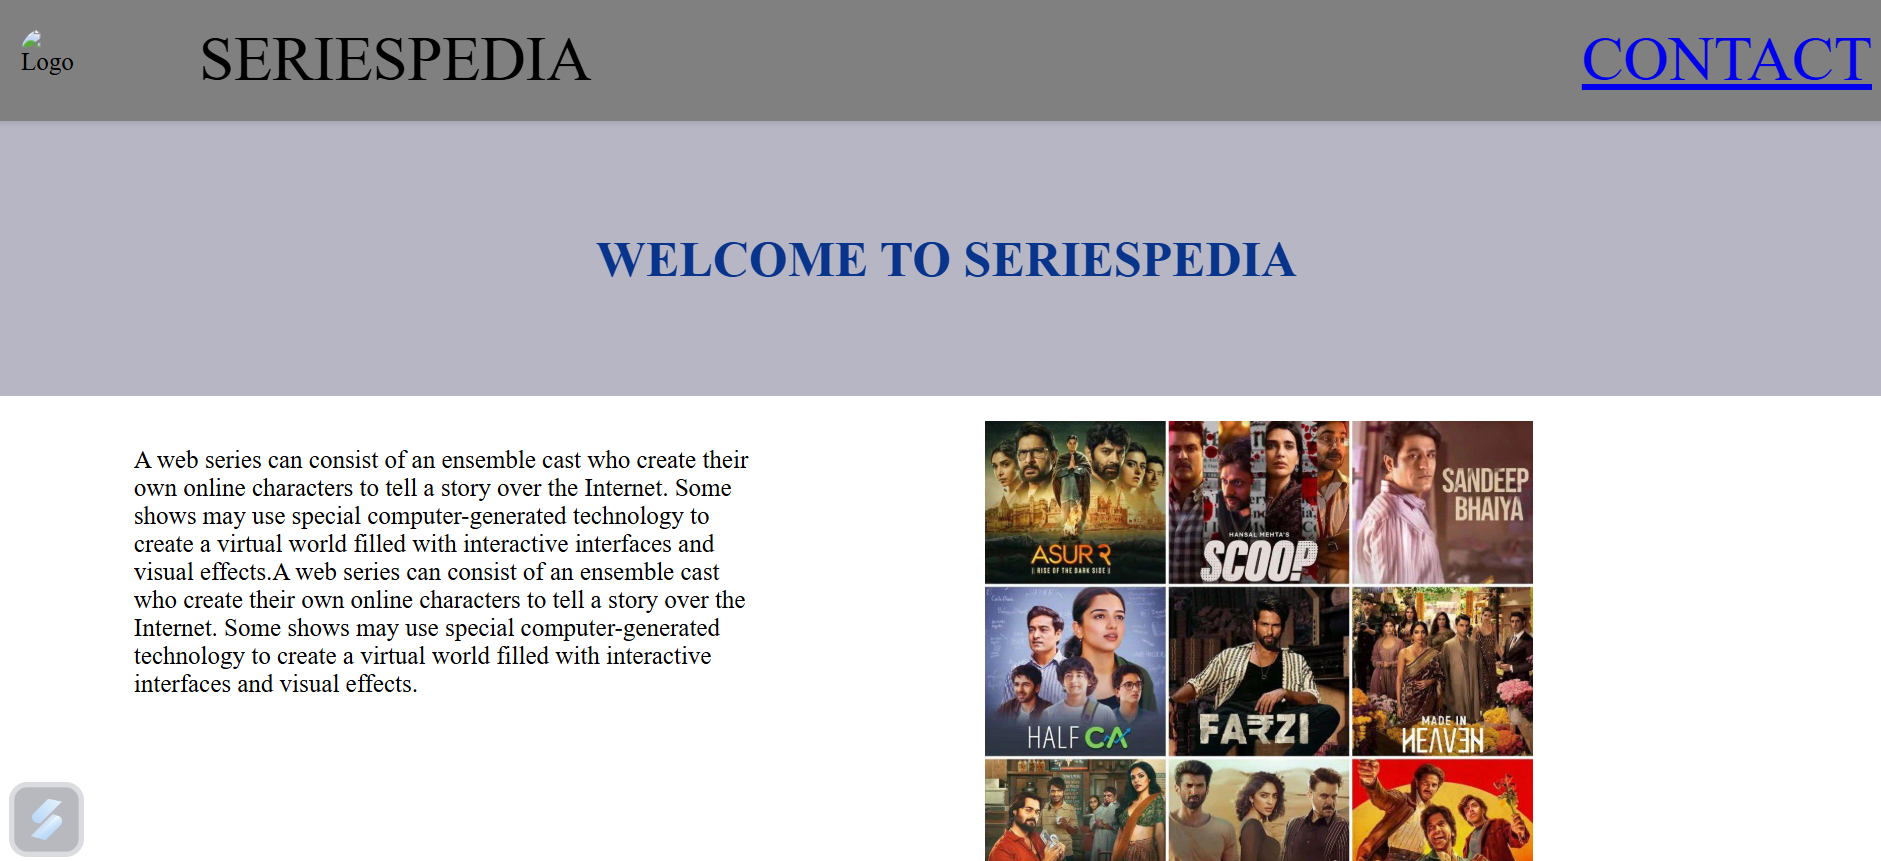 Logo
SERIESPEDIA
CONTACT
WELCOME TO SERIESPEDIA
A web series can consist of an ensemble cast who create their
own online characters to tell a story over the Internet. Some
shows may use special computer-generated technology to
create a virtual world filled with interactive interfaces and
visual effects.A web series can consist of an ensemble cast
who create their own online characters to tell a story over the
Internet. Some shows may use special computer-generated
technology to create a virtual world filled with interactive
interfaces and visual effects.
ASUR 2
|| RISE OF THE DARK SIDE ||
HANSAL MEHTA'S
SCOOP
SANDEEP
BHAIYA
HALF CA
FARZI
MADE IN
HEAVEN